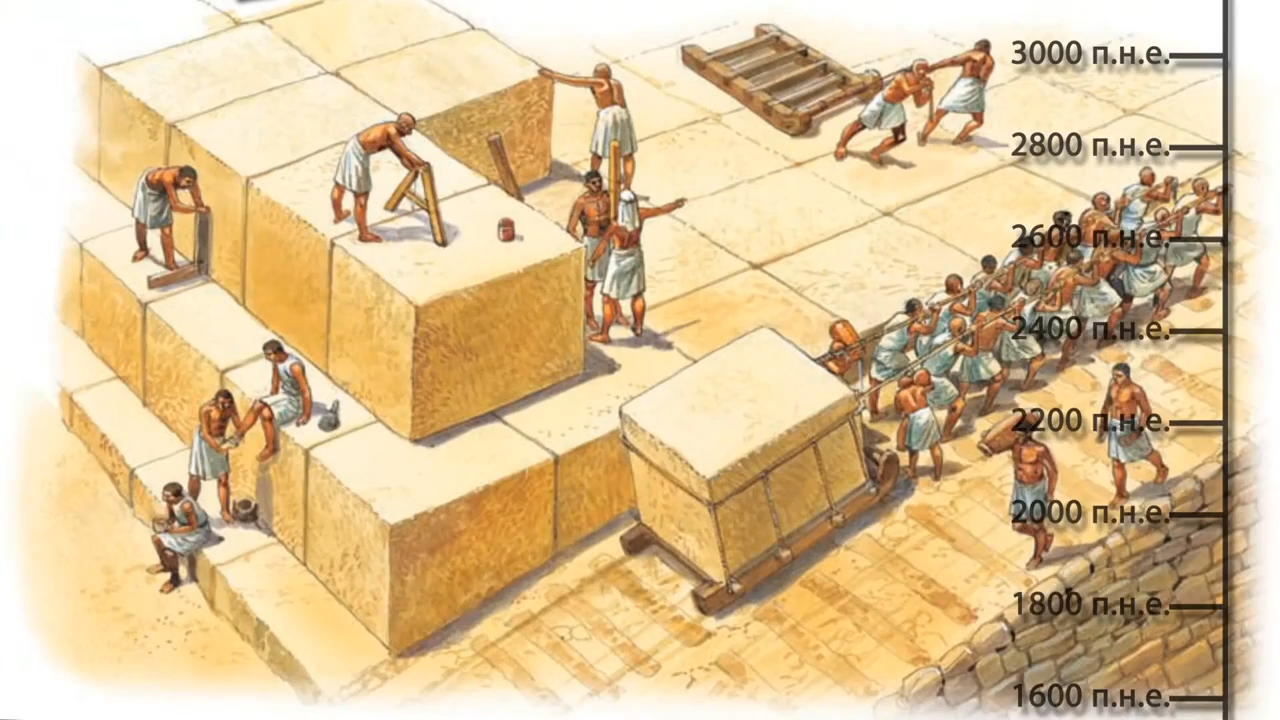 3000 п.н.е.
2800 п.н.е.
2600 п.н.е.
2400 п.н.е.
2200 п.н.е.
2000 п.н.е.
1800 п.н.е.
1600 п.н.е.